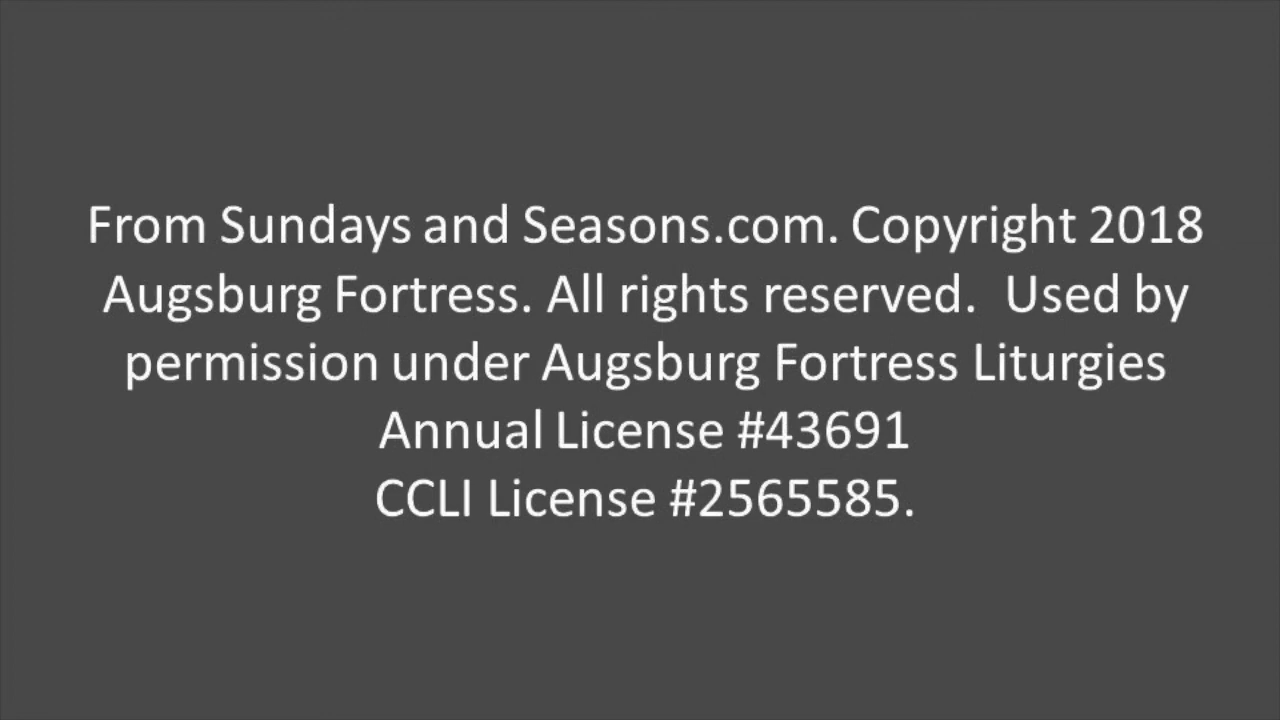 From Sundays and Seasons.com. Copyright 2018
Augsburg Fortress. All rights reserved.  Used by
permission under Augsburg Fortress Liturgies
Annual License #43691
CCLI License #2565585.